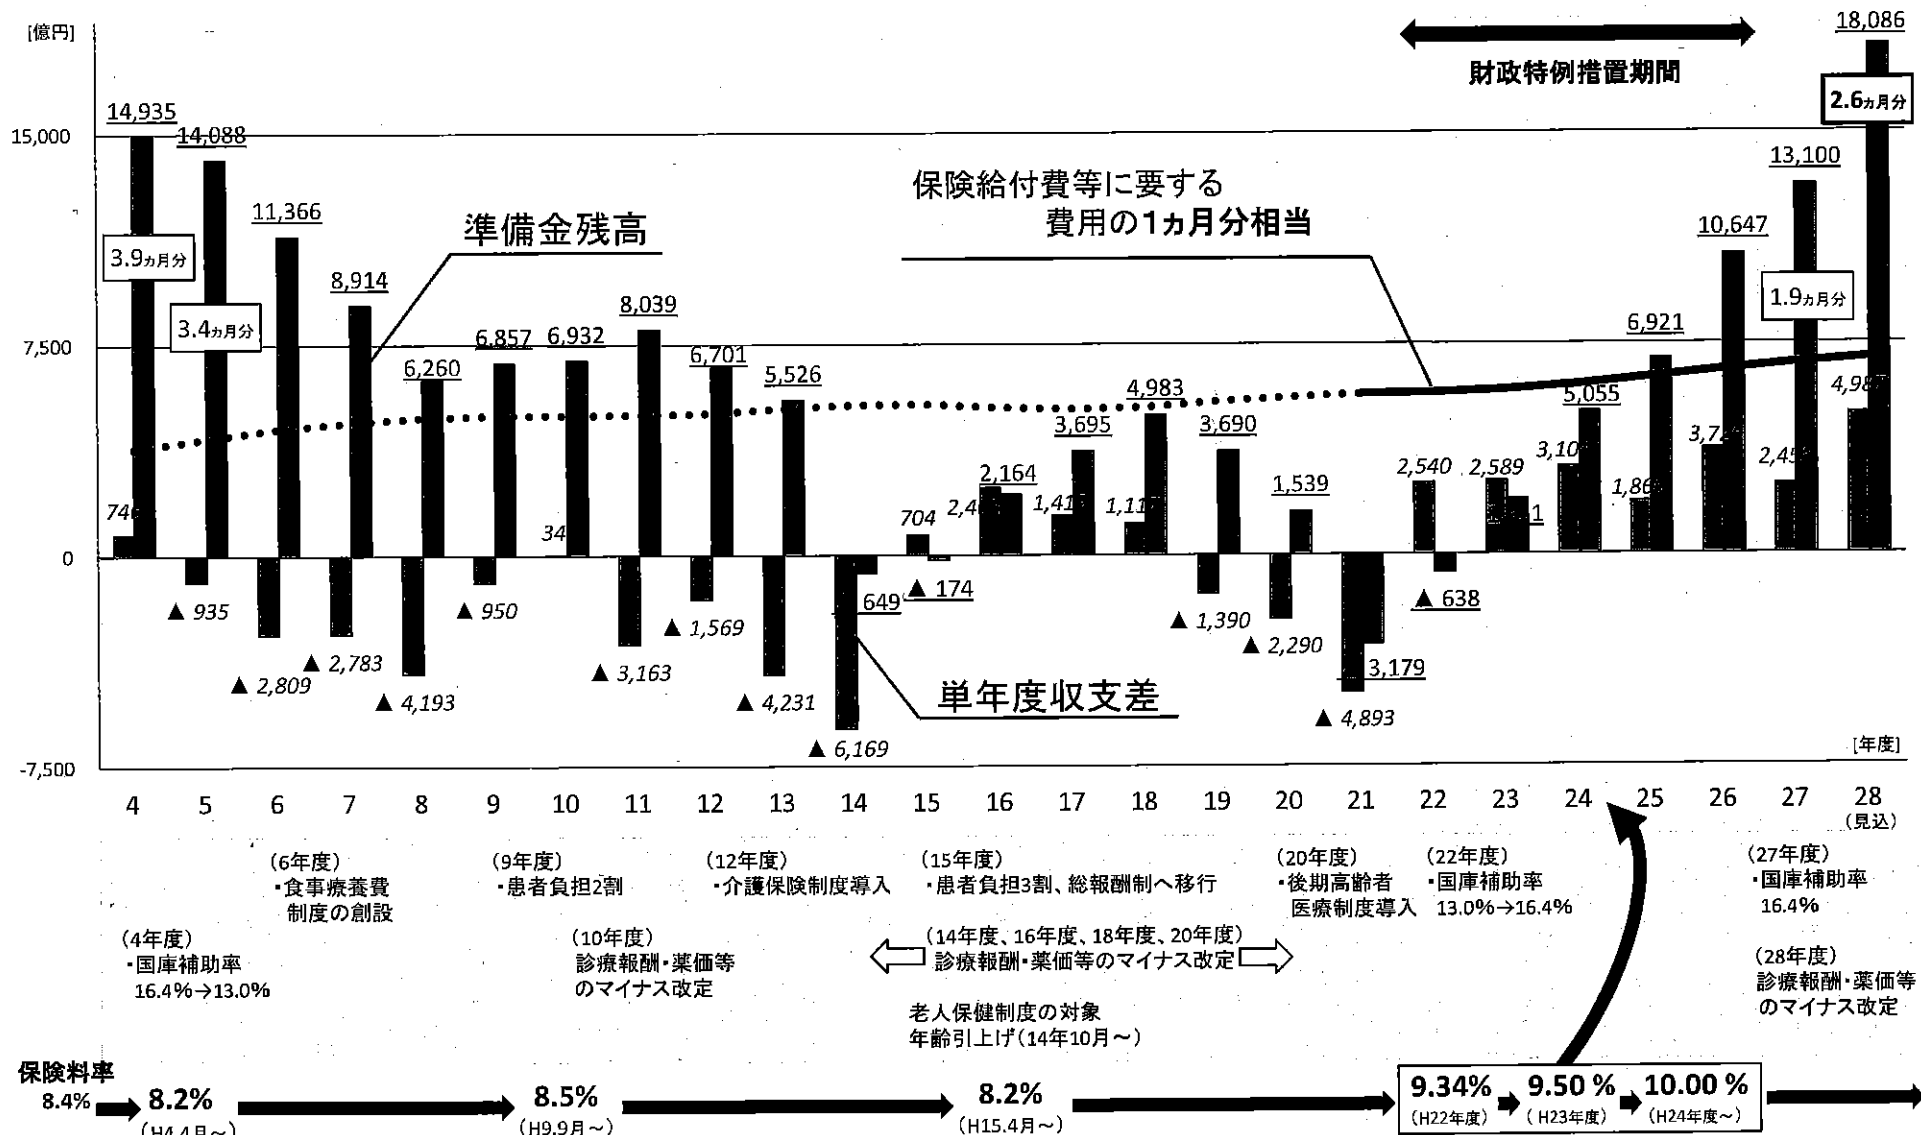 [億円]
18,086
財政特例措置期間
2.6ヵ月分
14,935
15,000
14,088
13,100
保険給付費等に要する
費用の1ヵ月分相当
準備金残高
11,366
10,647
3.9ヵ月分
8,914
8,039
3.4ヵ月分
1.9ヵ月分
7,500
6,260
6,857
6,932
6,701
5,526
4,983
3,690
3,695
2,164
1,539
5,055
6,921
2,540
2,589
704
0
▲ 935
▲ 2,809
▲ 2,783
▲ 4,193
▲ 950
▲ 3,163
▲ 1,569
▲ 4,231
▲ 6,169
649
▲ 174
▲ 1,390
▲ 2,290
▲ 4,893
3,179
▲ 638
単年度収支差
[年度]
-7,500
4 5 6 7 8 9 10 11 12 13 14 15 16 17 18 19 20 21 22 23 24 25 26 27 28
(見込)
(6年度)
・食事療養費
制度の創設
(9年度)
・患者負担2割
(12年度)
・介護保険制度導入
(15年度)
・患者負担3割、総報酬制へ移行
(20年度)
・後期高齢者
医療制度導入
(22年度)
・国庫補助率
13.0%→16.4%
(27年度)
・国庫補助率
16.4%
(4年度)
・国庫補助率
16.4%→13.0%
(10年度)
診療報酬・薬価等
のマイナス改定
(14年度、16年度、18年度、20年度)
診療報酬・薬価等のマイナス改定
(28年度)
診療報酬・薬価等
のマイナス改定
老人保健制度の対象
年齢引上げ(14年10月～)
保険料率
8.4%
8.2%
(H4.4月～)
8.5%
(H9.9月～)
8.2%
(H15.4月～)
9.34%
(H22年度)
9.50 %
(H23年度)
10.00 %
(H24年度～)